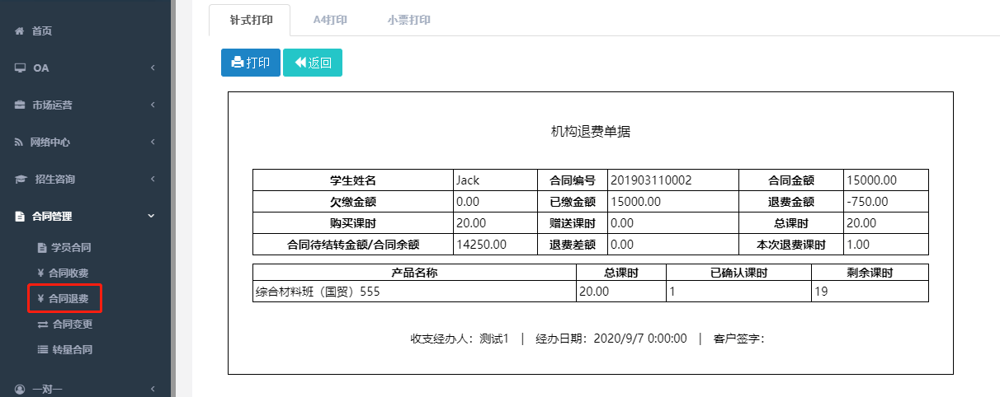 首页
OA
市场运营
网络中心
招生咨询
合同管理
学员合同
¥ 合同收费
¥ 合同退费
合同变更
转量合同
一对一
针式打印 A4打印 小票打印
打印 返回
机构退费单据
学生姓名 Jack 合同编号 201903110002 合同金额 15000.00
欠缴金额 0.00 已缴金额 15000.00 退费金额 -750.00
购买课时 20.00 赠送课时 0.00 总课时 20.00
合同待结转金额/合同余额 14250.00 退费差额 0.00 本次退费课时 1.00
产品名称 总课时 已确认课时 剩余课时
综合材料班（国贸）555 20.00 1 19
收支经办人：测试1 | 经办日期：2020/9/7 0:00:00 | 客户签字：